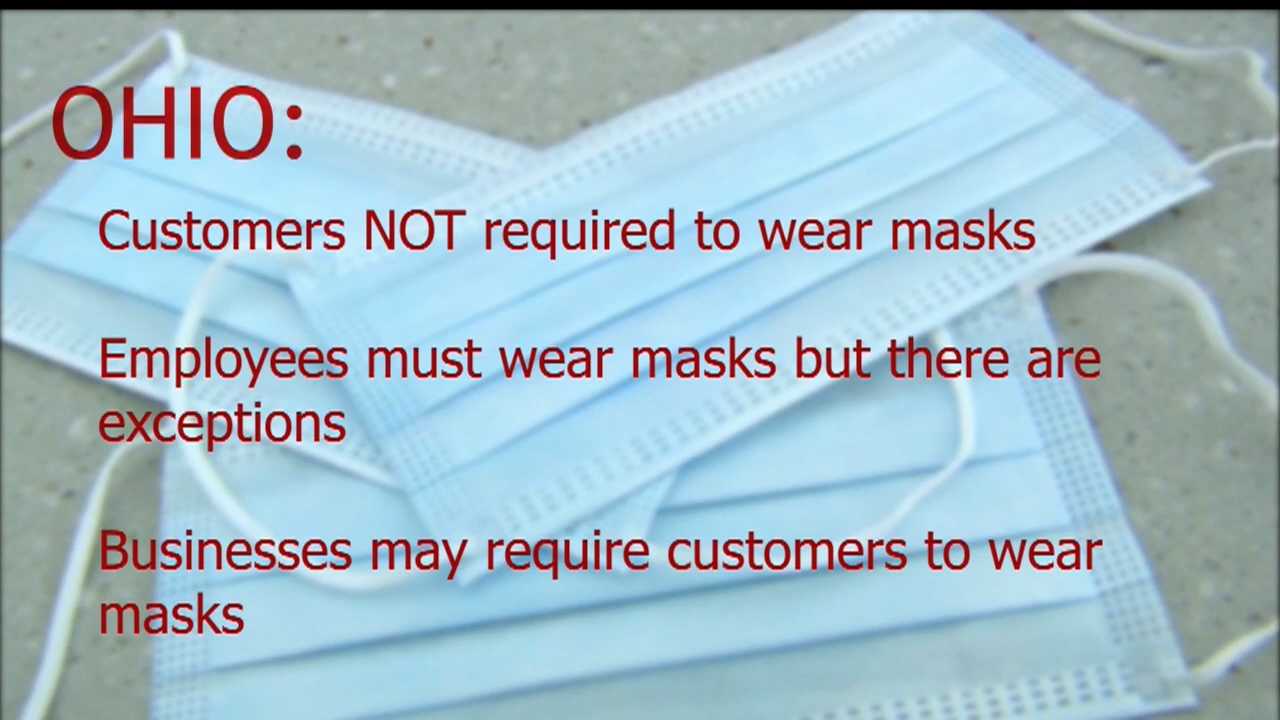 OHIO:
Customers NOT required to wear masks
Employees must wear masks but there are
exceptions
Businesses may require customers to wear
masks